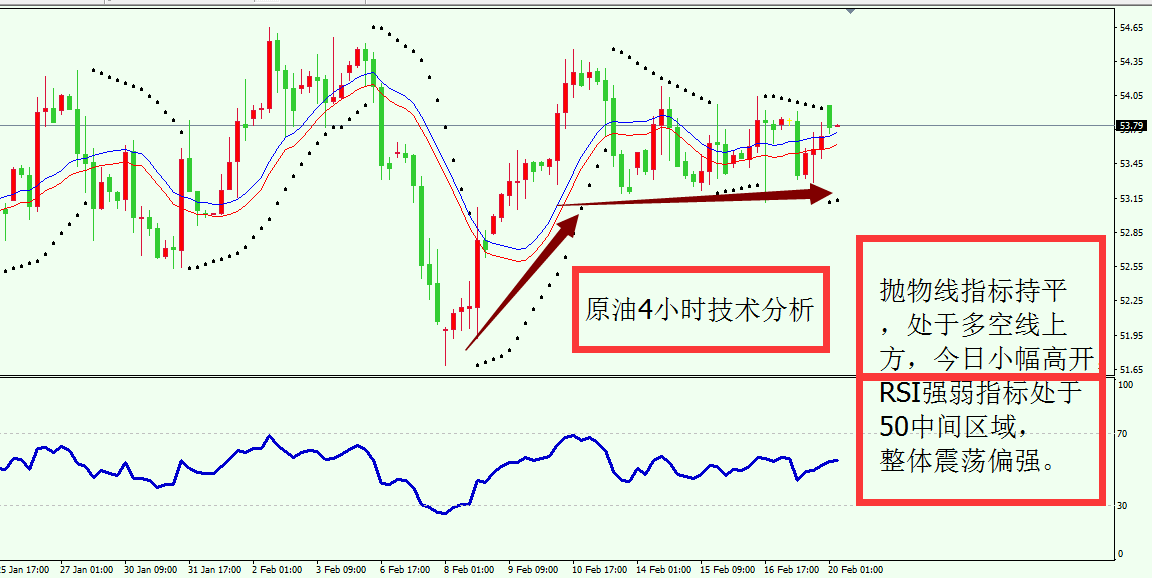 54.65
54.35
54.05
53.79
53.45
53.15
52.85
52.55
52.25
51.95
51.65
原油4小时技术分析
抛物线指标持平
，处于多空线上
方，今日小幅高开
RSI强弱指标处于
50中间区域，
整体震荡偏强。
100
70
30
0
25 Jan 17:00
27 Jan 01:00
30 Jan 09:00
31 Jan 17:00
2 Feb 01:00
3 Feb 09:00
6 Feb 17:00
8 Feb 01:00
9 Feb 09:00
10 Feb 17:00
14 Feb 01:00
15 Feb 09:00
16 Feb 17:00
20 Feb 01:00